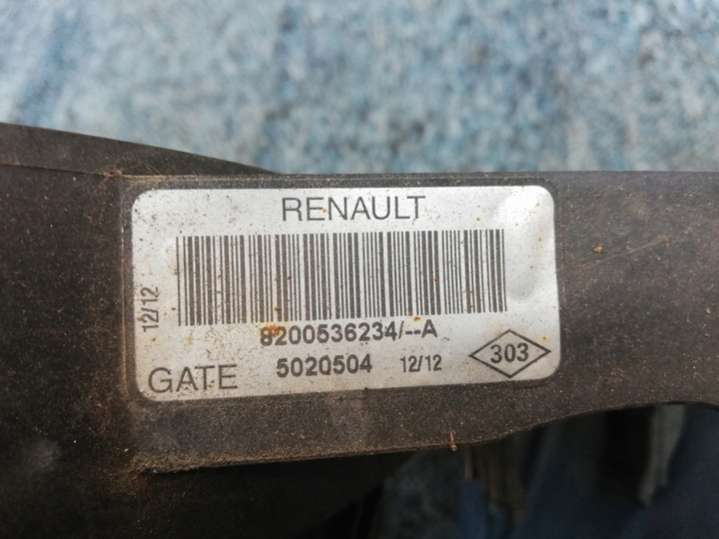 RENAULT
12/12
8200536234/--A
GATE 5020504 12/12 303